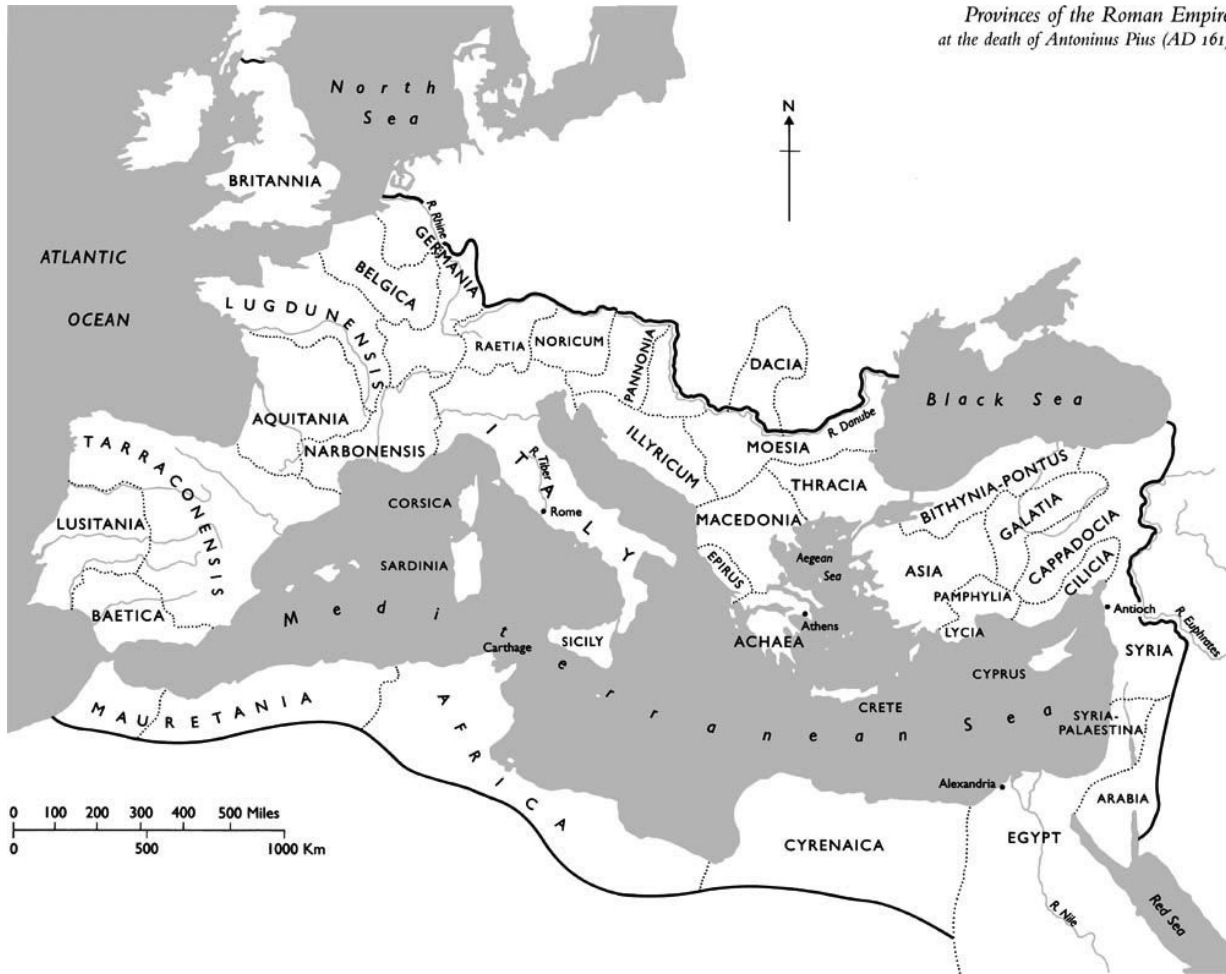 Provinces of the Roman Empire
at the death of Antoninus Pius (AD 161)
North
Sea
N
BRITANNIA
R. Rhine
GERMANIA
ATLANTIC
OCEAN
BELGICA
LUGDUNENSIS
RAETIA
NORICUM
PANNONIA
DACIA
Black Sea
AQUITANIA
NARBONENSIS
ITALY
R. Tiber
ILLYRICUM
MOESIA
R. Danube
TARRACONENSIS
THRACIA
BITHYNIA-PONTUS
GALATIA
CORSICA
Rome
LUSITANIA
MACEDONIA
CAPPADOCIA
EPIRUS
Aegean
Sea
ASIA
CILICIA
SARDINIA
PAMPHYLIA
BAETICA
Mediterranean Sea
Antioch
R. Euphrates
Athens
LYCIA
Carthage
SICILY
ACHAEA
SYRIA
CYPRUS
MAURETANIA
AFRICA
CRETE
SYRIA-
PALAESTINA
Alexandria
ARABIA
0 100 200 300 400 500 Miles
0 500 1000 Km
CYRENAICA
EGYPT
R. Nile
Red Sea